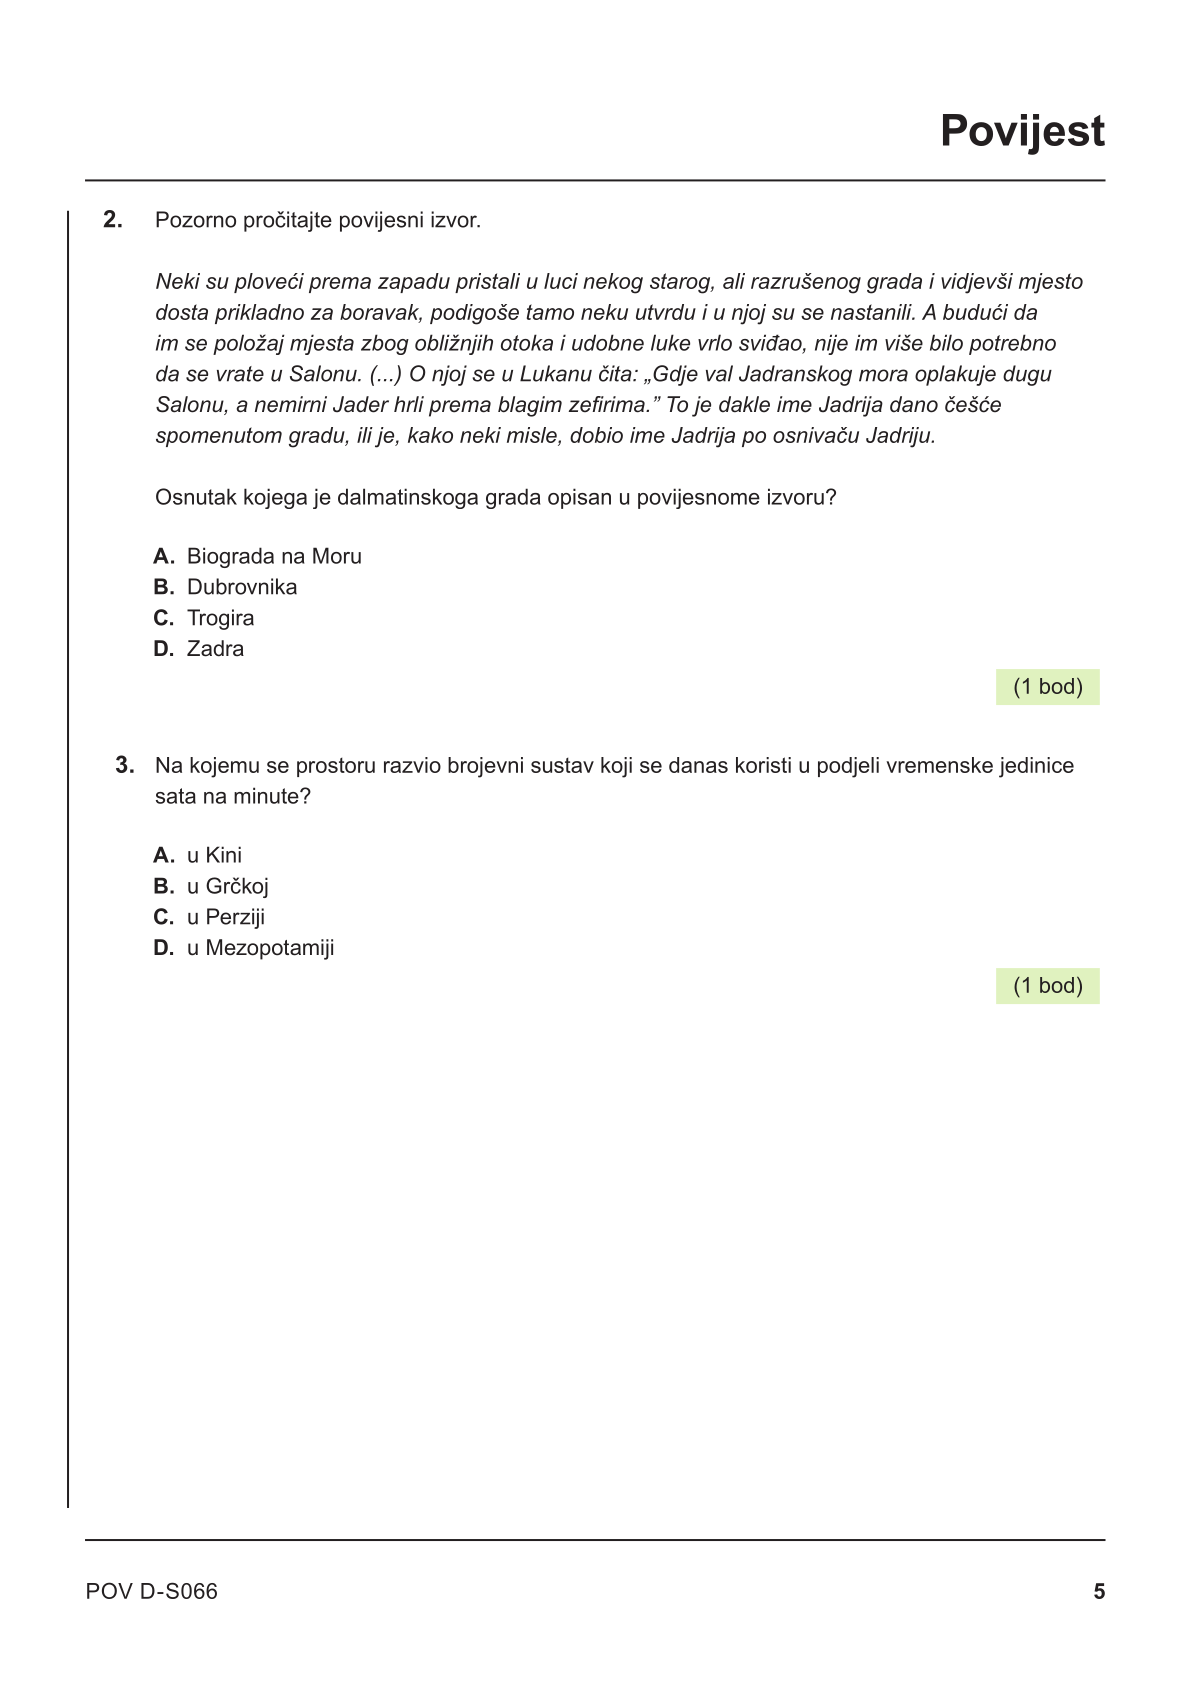 Povijest
2. Pozorno pročitajte povijesni izvor.
Neki su ploveći prema zapadu pristali u luci nekog starog, ali razrušenog grada i vidjevši mjesto
dosta prikladno za boravak, podigoše tamo neku utvrdu i u njoj su se nastanili. A budući da
im se položaj mjesta zbog obližnjih otoka i udobne luke vrlo sviđao, nije im više bilo potrebno
da se vrate u Salonu. (...) O njoj se u Lukanu čita: „Gdje val Jadranskog mora oplakuje dugu
Salonu, a nemirni Jader hrli prema blagim zefirima.” To je dakle ime Jadrija dano češće
spomenutom gradu, ili je, kako neki misle, dobio ime Jadrija po osnivaču Jadriju.
Osnutak kojega je dalmatinskoga grada opisan u povijesnome izvoru?
A. Biograda na Moru
B. Dubrovnika
C. Trogira
D. Zadra
(1 bod)
3. Na kojemu se prostoru razvio brojevni sustav koji se danas koristi u podjeli vremenske jedinice
sata na minute?
A. u Kini
B. u Grčkoj
C. u Perziji
D. u Mezopotamiji
(1 bod)
POV D-S066
5